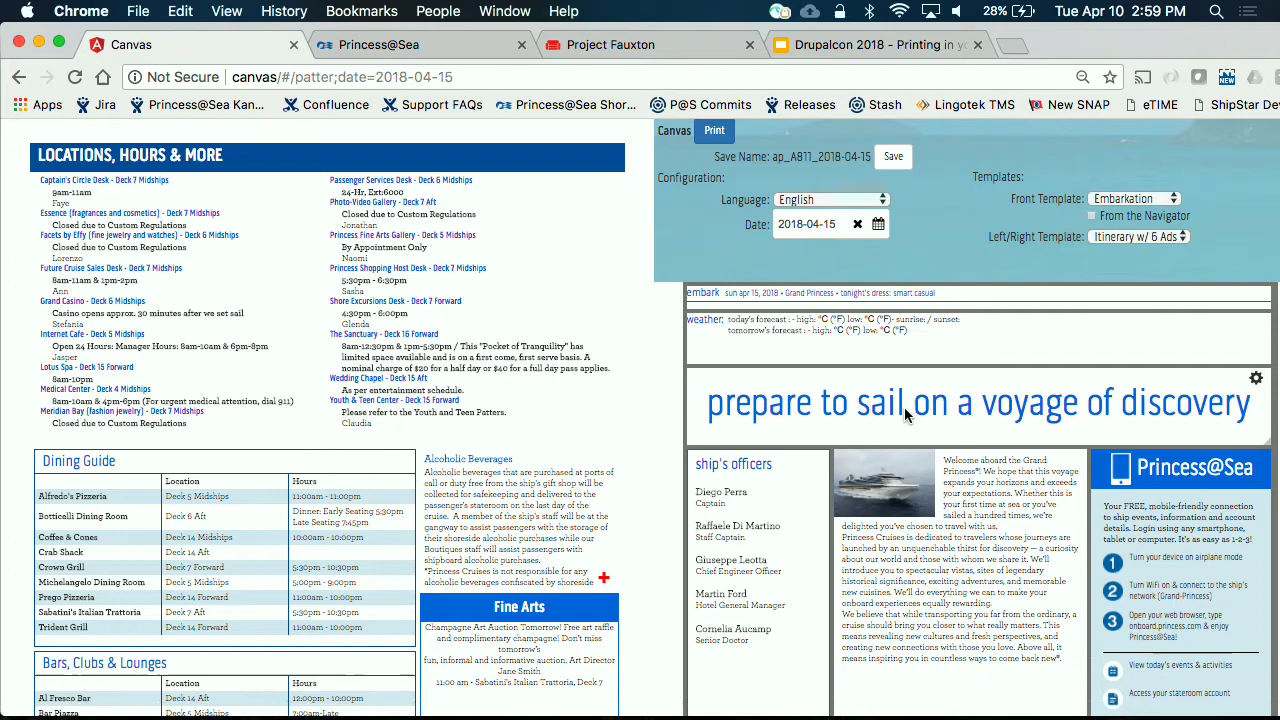 Chrome File Edit View History Bookmarks People Window Help 28% Tue Apr 10 2:59 PM
Canvas Princess@Sea Project Fauxton Drupalcon 2018 - Printing in y
Not Secure canvas/#/patter;date=2018-04-15
Apps Jira Princess@Sea Kan... Confluence Support FAQs Princess@Sea Shor... P@S Commits Releases Stash Lingotek TMS New SNAP eTIME ShipStar De
NEW
LOCATIONS, HOURS & MORE
Captain's Circle Desk - Deck 7 Midships
9am-11am
Faye
Essence (fragrances and cosmetics) - Deck 7 Midships
Closed due to Custom Regulations
Facets by Effy (fine jewelry and watches) - Deck 6 Midships
Closed due to Custom Regulations
Lorenzo
Future Cruise Sales Desk - Deck 7 Midships
8am-11am & 1pm-2pm
Ann
Grand Casino - Deck 6 Midships
Casino opens approx. 30 minutes after we set sail
Stefania
Internet Cafe - Deck 5 Midships
Open 24 Hours: Manager Hours: 8am-10am & 6pm-8pm
Jasper
Lotus Spa - Deck 15 Forward
8am-10pm
Medical Center - Deck 4 Midships
8am-10am & 4pm-6pm (For urgent medical attention, dial 911)
Meridian Bay (fashion jewelry) - Deck 7 Midships
Closed due to Custom Regulations
Passenger Services Desk - Deck 6 Midships
24-Hr, Ext:6000
Photo-Video Gallery - Deck 7 Aft
Closed due to Custom Regulations
Jonathan
Princess Fine Arts Gallery - Deck 5 Midships
By Appointment Only
Naomi
Princess Shopping Host Desk - Deck 7 Midships
5:30pm - 6:30pm
Sasha
Shore Excursions Desk - Deck 7 Forward
4:30pm - 6:00pm
Glenda
The Sanctuary - Deck 16 Forward
8am-12:30pm & 1pm-5:30pm / This "Pocket of Tranquility" has
limited space available and is on a first come, first serve basis. A
nominal charge of $20 for a half day or $40 for a full day pass applies.
Wedding Chapel - Deck 15 Aft
As per entertainment schedule.
Youth & Teen Center - Deck 15 Forward
Please refer to the Youth and Teen Patters.
Claudia
Dining Guide
Location Hours
Alfredo's Pizzeria Deck 5 Midships 11:00am - 11:00pm
Botticelli Dining Room Deck 6 Aft Dinner: Early Seating 5:30pm
Late Seating 7:45pm
Coffee & Cones Deck 14 Midships 10:00am - 10:00pm
Crab Shack Deck 14 Aft
Crown Grill Deck 7 Forward 5:30pm - 10:30pm
Michelangelo Dining Room Deck 5 Midships 5:00pm - 9:00pm
Prego Pizzeria Deck 14 Forward 11:00am - 10:00pm
Sabatini's Italian Trattoria Deck 7 Aft 5:30pm - 10:30pm
Trident Grill Deck 14 Forward 11:00am - 10:00pm
Bars, Clubs & Lounges
Location Hours
Al Fresco Bar Deck 14 Aft 12:00pm - 10:00pm
Bar Piazza Deck 5 Midships 7:00am-Late
Alcoholic Beverages
Alcoholic beverages that are purchased at ports of
call or duty free from the ship's gift shop will be
collected for safekeeping and delivered to the
passenger's stateroom on the last day of the
cruise. A member of the ship's staff will be at the
gangway to assist passengers with the storage of
their shoreside alcoholic purchases while our
Boutiques staff will assist passengers with
shipboard alcoholic purchases.
*Princess Cruises is not responsible for any
alcoholic beverages confiscated by shoreside
Fine Arts
Champagne Art Auction Tomorrow! Free art raffle
and complimentary champagne! Don't miss
tomorrow's
fun, informal and informative auction. Art Director
Jane Smith
11:00 am • Sabatini's Italian Trattoria, Deck 7
Canvas Print
Save Name: ap_A811_2018-04-15 Save
Configuration:
Language: English
Date: 2018-04-15
Templates:
Front Template: Embarkation
From the Navigator
Left/Right Template: Itinerary w/ 6 Ads
embark sun apr 15, 2018 • Grand Princess • tonight's dress: smart casual
weather: today's forecast : - high: °C (°F) low: °C (°F)- sunrise: / sunset:
tomorrow's forecast : - high: °C (°F) low: °C (°F)
prepare to sail on a voyage of discovery
ship's officers
Diego Perra
Captain
Raffaele Di Martino
Staff Captain
Giuseppe Leotta
Chief Engineer Officer
Martin Ford
Hotel General Manager
Cornelia Aucamp
Senior Doctor
Welcome aboard the Grand
Princess®! We hope that this voyage
expands your horizons and exceeds
your expectations. Whether this is
your first time at sea or you've
sailed a hundred times, we're
delighted you've chosen to travel with us.
Princess Cruises is dedicated to travelers whose journeys are
launched by an unquenchable thirst for discovery — a curiosity
about our world and those with whom we share it. We'll
introduce you to spectacular vistas, sites of legendary
historical significance, exciting adventures, and memorable
new cuisines. We'll do everything we can to make your
onboard experiences equally rewarding.
We believe that while transporting you far from the ordinary, a
cruise should bring you closer to what really matters. This
means revealing new cultures and fresh perspectives, and
creating new connections with those you love. Above all, it
means inspiring you in countless ways to come back new®.
Princess@Sea
Your FREE, mobile-friendly connection
to ship events, information and account
details. Login using any smartphone,
tablet or computer. It's as easy as 1-2-3!
1 Turn your device on airplane mode
2 Turn WiFi on & connect to the ship's
network (Grand-Princess)
3 Open your web browser, type
onboard.princess.com & enjoy
Princess@Sea!
View today's events & activities
Access your stateroom account